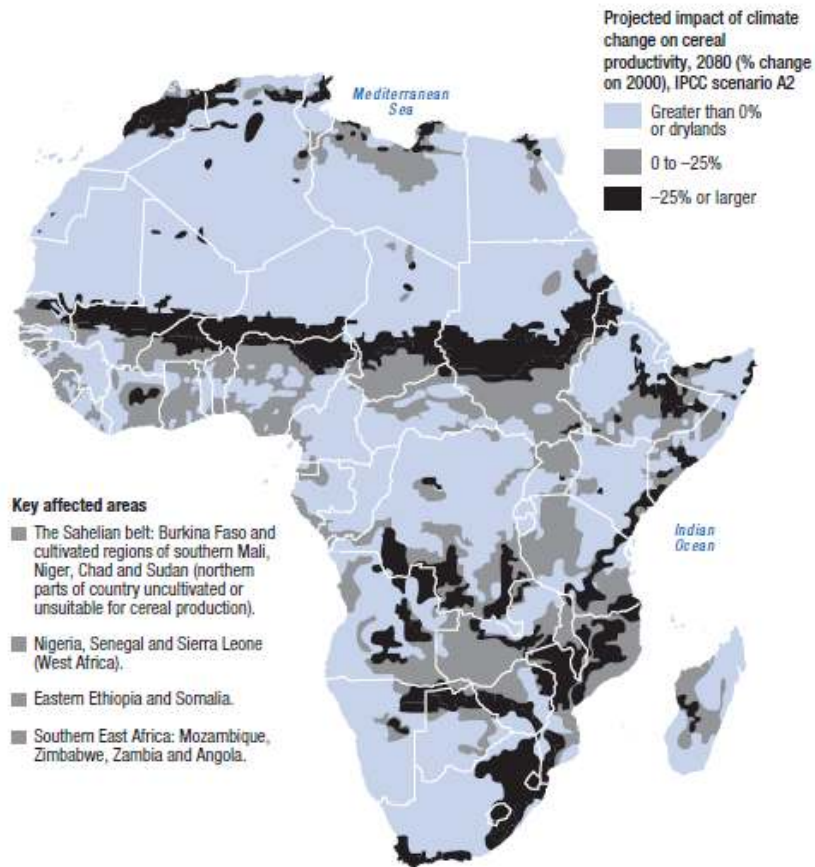 Projected impact of climate
change on cereal
productivity, 2080 (% change
on 2000), IPCC scenario A2
Greater than 0%
or drylands
0 to –25%
–25% or larger
Mediterranean
Sea
Key affected areas
The Sahelian belt: Burkina Faso and
cultivated regions of southern Mali,
Niger, Chad and Sudan (northern
parts of country uncultivated or
unsuitable for cereal production).
Nigeria, Senegal and Sierra Leone
(West Africa).
Eastern Ethiopia and Somalia.
Southern East Africa: Mozambique,
Zimbabwe, Zambia and Angola.
Indian
Ocean